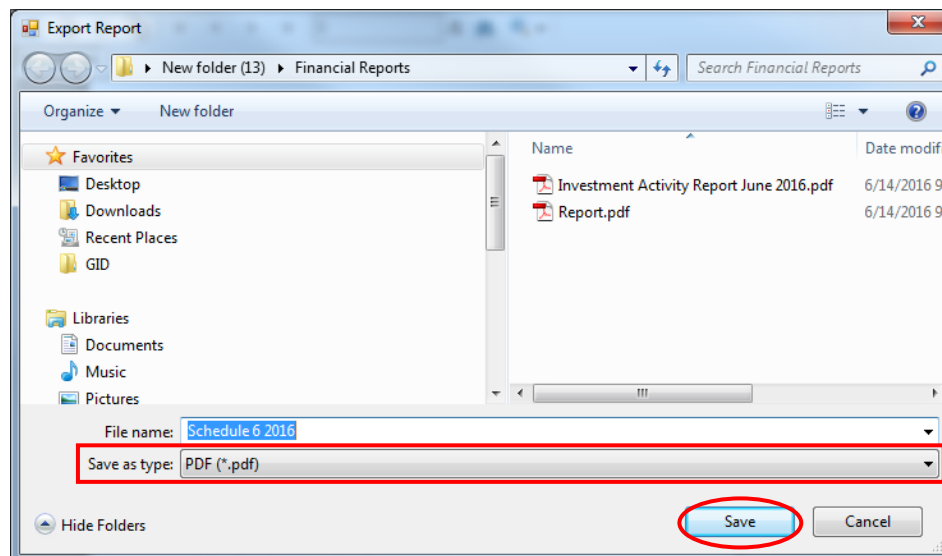 Export Report
New folder (13) Financial Reports
Search Financial Reports
Organize New folder
Favorites
Desktop
Downloads
Recent Places
GID
Libraries
Documents
Music
Pictures
Name Date modif
Investment Activity Report June 2016.pdf 6/14/2016 9
Report.pdf 6/14/2016 9
File name: Schedule 6 2016
Save as type: PDF (*.pdf)
Hide Folders Save Cancel